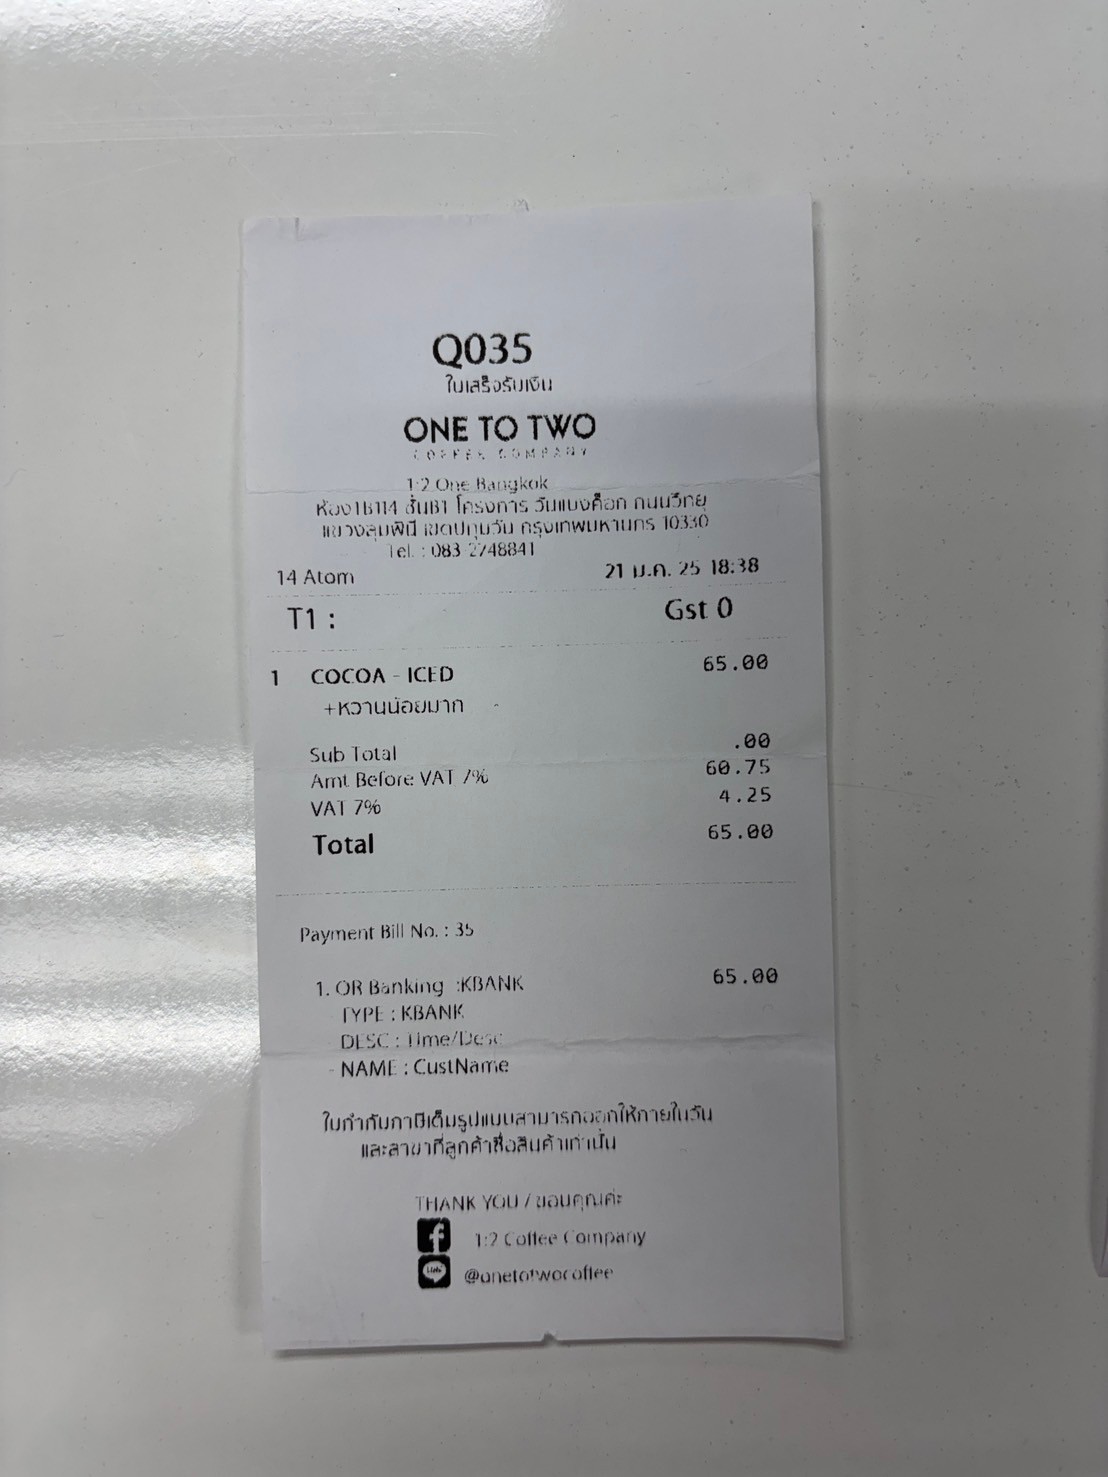 Q035
ใบเสร็จรับเงิน
ONE TO TWO
COFFEE COMPANY
1:2 One Bangkok
ห้อง1B114 ชั้นB1 โครงการ วันแบงค็อก ถนนวิทยุ
แขวงลุมพินี เขตปทุมวัน กรุงเทพมหานคร 10330
Tel. : 083-2748841
14 Atom 21 ม.ค. 25 18:38
T1 : Gst 0
1 COCOA - ICED 65.00
+หวานน้อยมาก -
Sub Total .00
Amt Before VAT 7% 60.75
VAT 7% 4.25
Total 65.00
Payment Bill No. : 35
1. QR Banking :KBANK 65.00
TYPE : KBANK
DESC : Time/Desc
- NAME : CustName
ใบกำกับภาษีเต็มรูปแบบสามารถออกให้ภายในวัน
และสาขาที่ลูกค้าซื้อสินค้าเท่านั้น
THANK YOU / ขอบคุณค่ะ
f 1:2 Coffee Company
LINE @onetotwocoffee